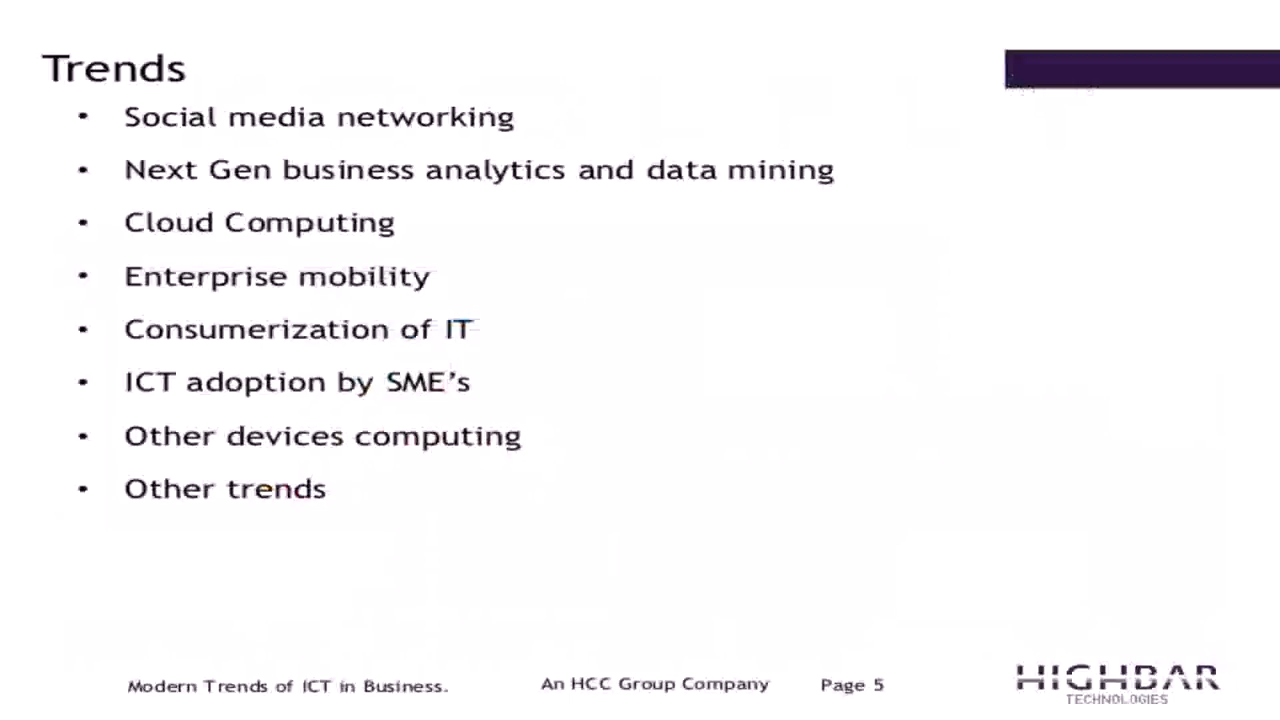 Trends
• Social media networking
• Next Gen business analytics and data mining
• Cloud Computing
• Enterprise mobility
• Consumerization of IT
• ICT adoption by SME’s
• Other devices computing
• Other trends
Modern Trends of ICT in Business. An HCC Group Company Page 5
HIGHBAR
TECHNOLOGIES